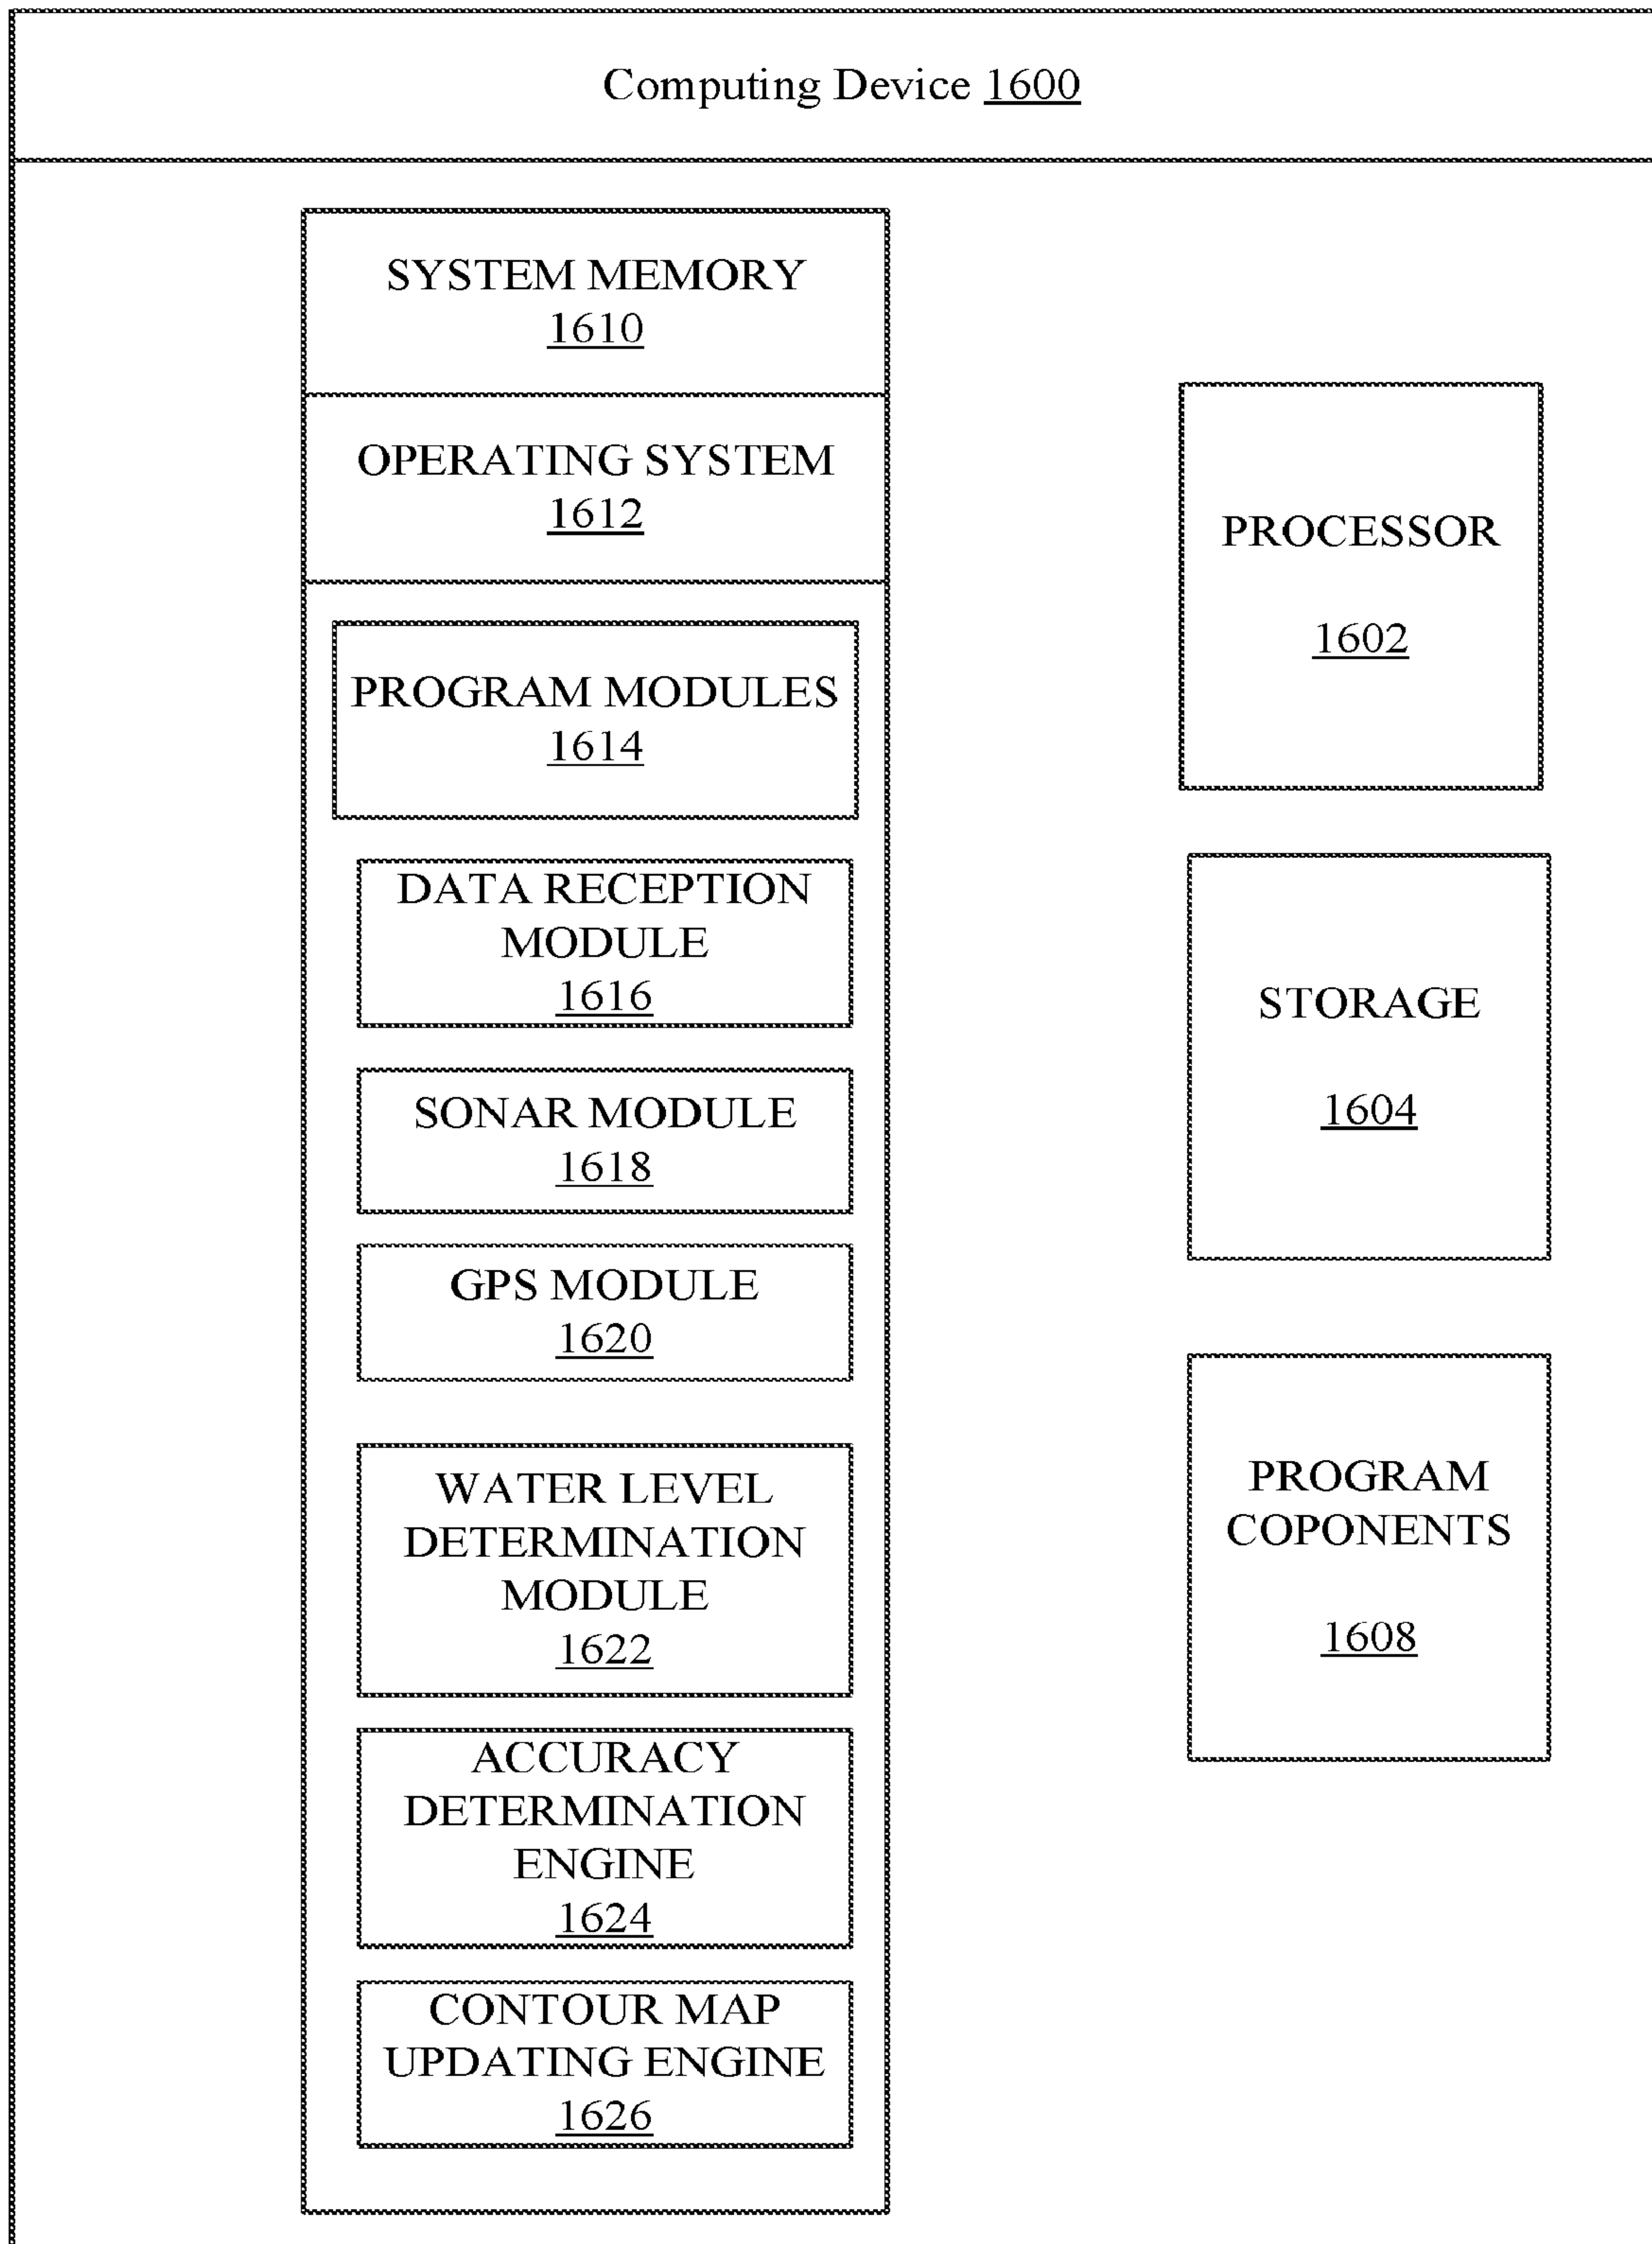 Computing Device 1600
SYSTEM MEMORY
1610
OPERATING SYSTEM
1612
PROGRAM MODULES
1614
DATA RECEPTION
MODULE
1616
SONAR MODULE
1618
GPS MODULE
1620
WATER LEVEL
DETERMINATION
MODULE
1622
ACCURACY
DETERMINATION
ENGINE
1624
CONTOUR MAP
UPDATING ENGINE
1626
PROCESSOR
1602
STORAGE
1604
PROGRAM
COPONENTS
1608